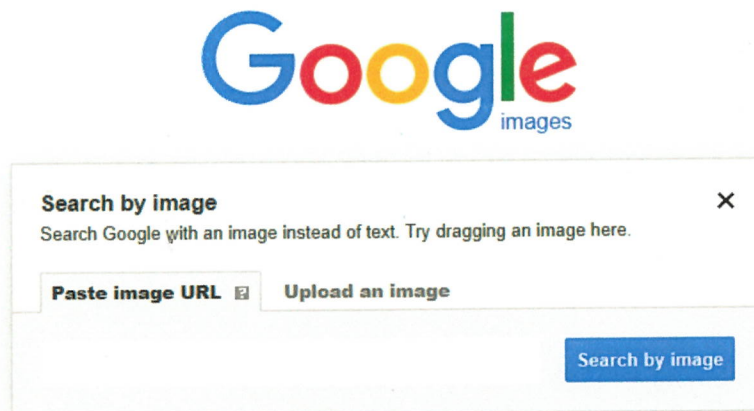 Google
images
Search by image
Search Google with an image instead of text. Try dragging an image here.
Paste image URL ?
Upload an image
Search by image